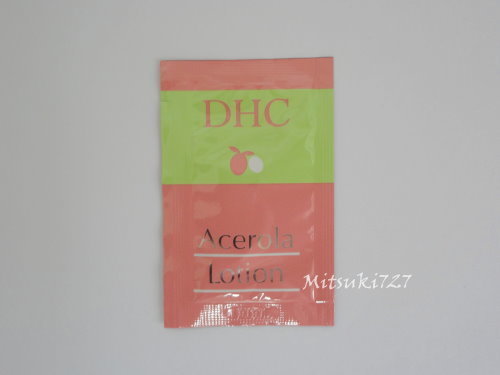 DHC
Acerola
Lotion
Mitsuki727